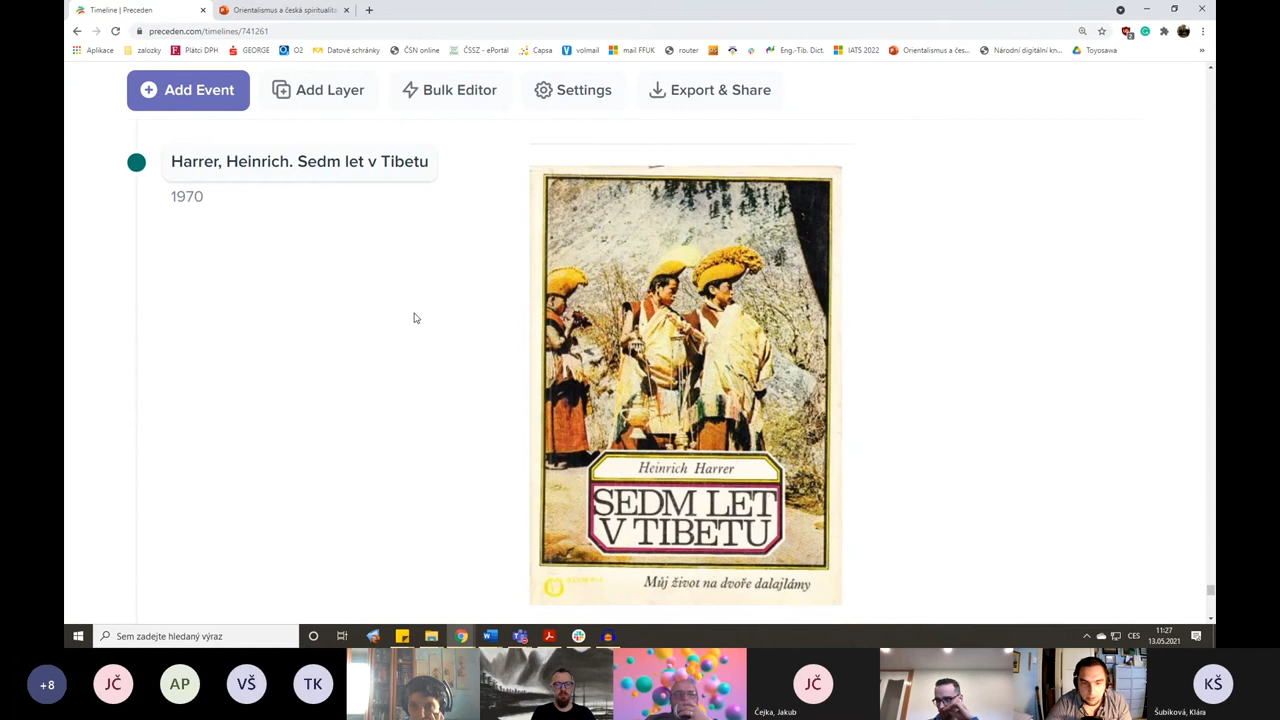 Timeline | Preceden
Orientalismus a česká spiritualita
preceden.com/timelines/741261
Aplikace
zalozky
Plátci DPH
GEORGE
O2
Datové schránky
ČSN online
ČSSZ - ePortál
Capsa
volmail
mail FFUK
router
Eng.-Tib. Dict.
IATS 2022
Orientalismus a čes...
Národní digitální kn...
Toyosawa
»
Add Event
Add Layer
Bulk Editor
Settings
Export & Share
Harrer, Heinrich. Sedm let v Tibetu
1970
Heinrich Harrer
SEDM LET
V TIBETU
OLYMPIA
Můj život na dvoře dalajlámy
Sem zadejte hledaný výraz
CES
11:27
13.05.2021
+8
JČ
AP
VŠ
TK
JČ
KŠ
Čejka, Jakub
Šubíková, Klára